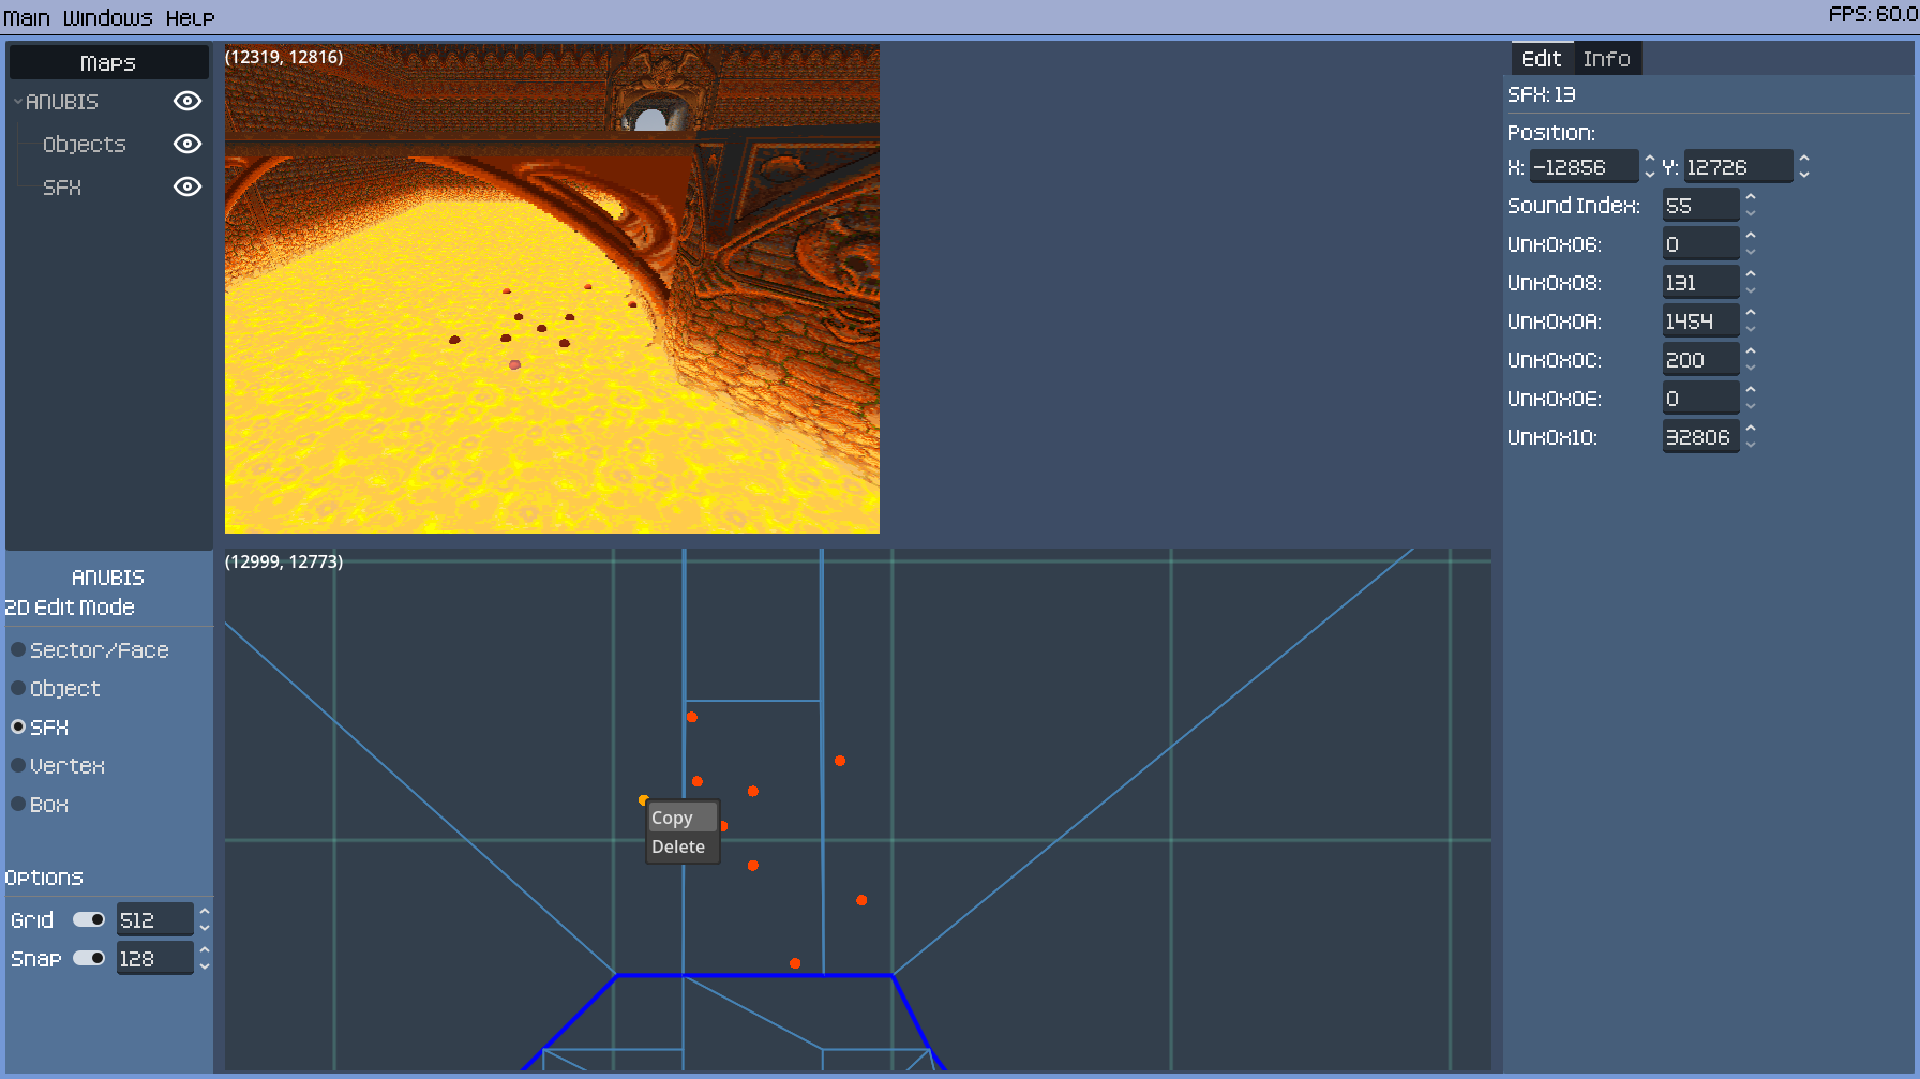 Main Windows Help
FPS: 60.0
Maps
ANUBIS
Objects
SFX
(12319, 12816)
Edit Info
SFX: 13
Position:
X: -12856 Y: 12726
Sound Index: 55
Unk0x06: 0
Unk0x08: 131
Unk0x0A: 1454
Unk0x0C: 200
Unk0x0E: 0
Unk0x10: 32806
ANUBIS
2D Edit Mode
Sector/Face
Object
SFX
Vertex
Box
Options
Grid 512
Snap 128
(12999, 12773)
Copy
Delete